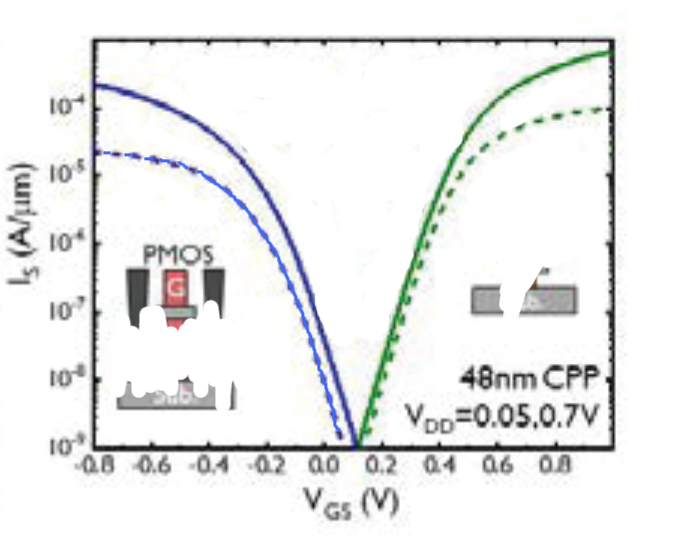 10⁻⁴
10⁻⁵
10⁻⁶
10⁻⁷
10⁻⁸
10⁻⁹
I_S (A/μm)
PMOS
G
48nm CPP
V_DD=0.05,0.7V
-0.8 -0.6 -0.4 -0.2 0.0 0.2 0.4 0.6 0.8
V_GS (V)